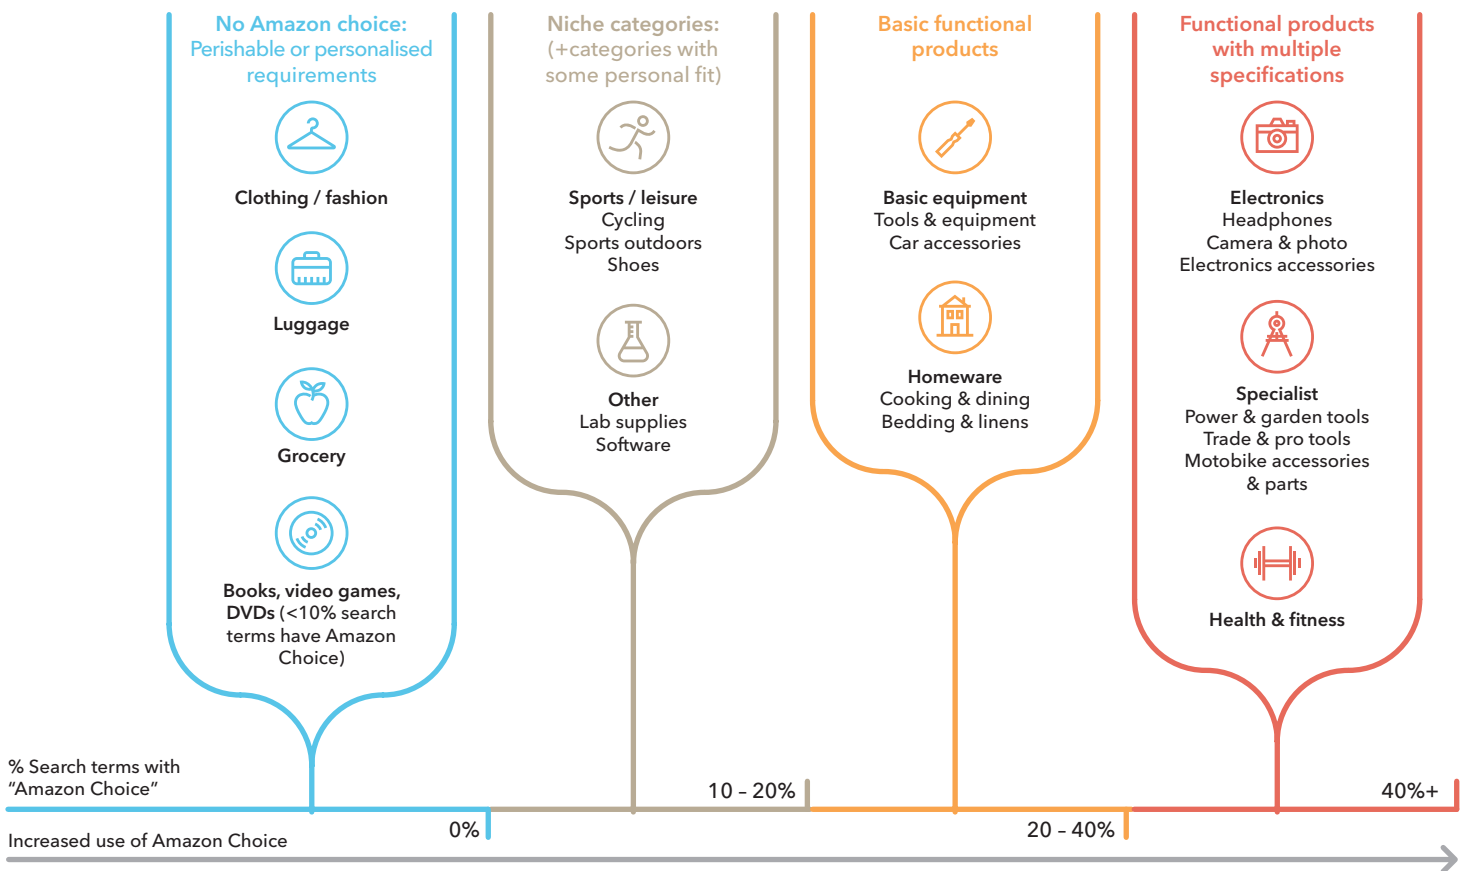 No Amazon choice:
Perishable or personalised
requirements
Clothing / fashion
Luggage
Grocery
Books, video games,
DVDs (<10% search
terms have Amazon
Choice)
Niche categories:
(+categories with
some personal fit)
Sports / leisure
Cycling
Sports outdoors
Shoes
Other
Lab supplies
Software
Basic functional
products
Basic equipment
Tools & equipment
Car accessories
Homeware
Cooking & dining
Bedding & linens
Functional products
with multiple
specifications
Electronics
Headphones
Camera & photo
Electronics accessories
Specialist
Power & garden tools
Trade & pro tools
Motobike accessories
& parts
Health & fitness
% Search terms with
“Amazon Choice”
0%
10 – 20%
20 – 40%
40%+
Increased use of Amazon Choice